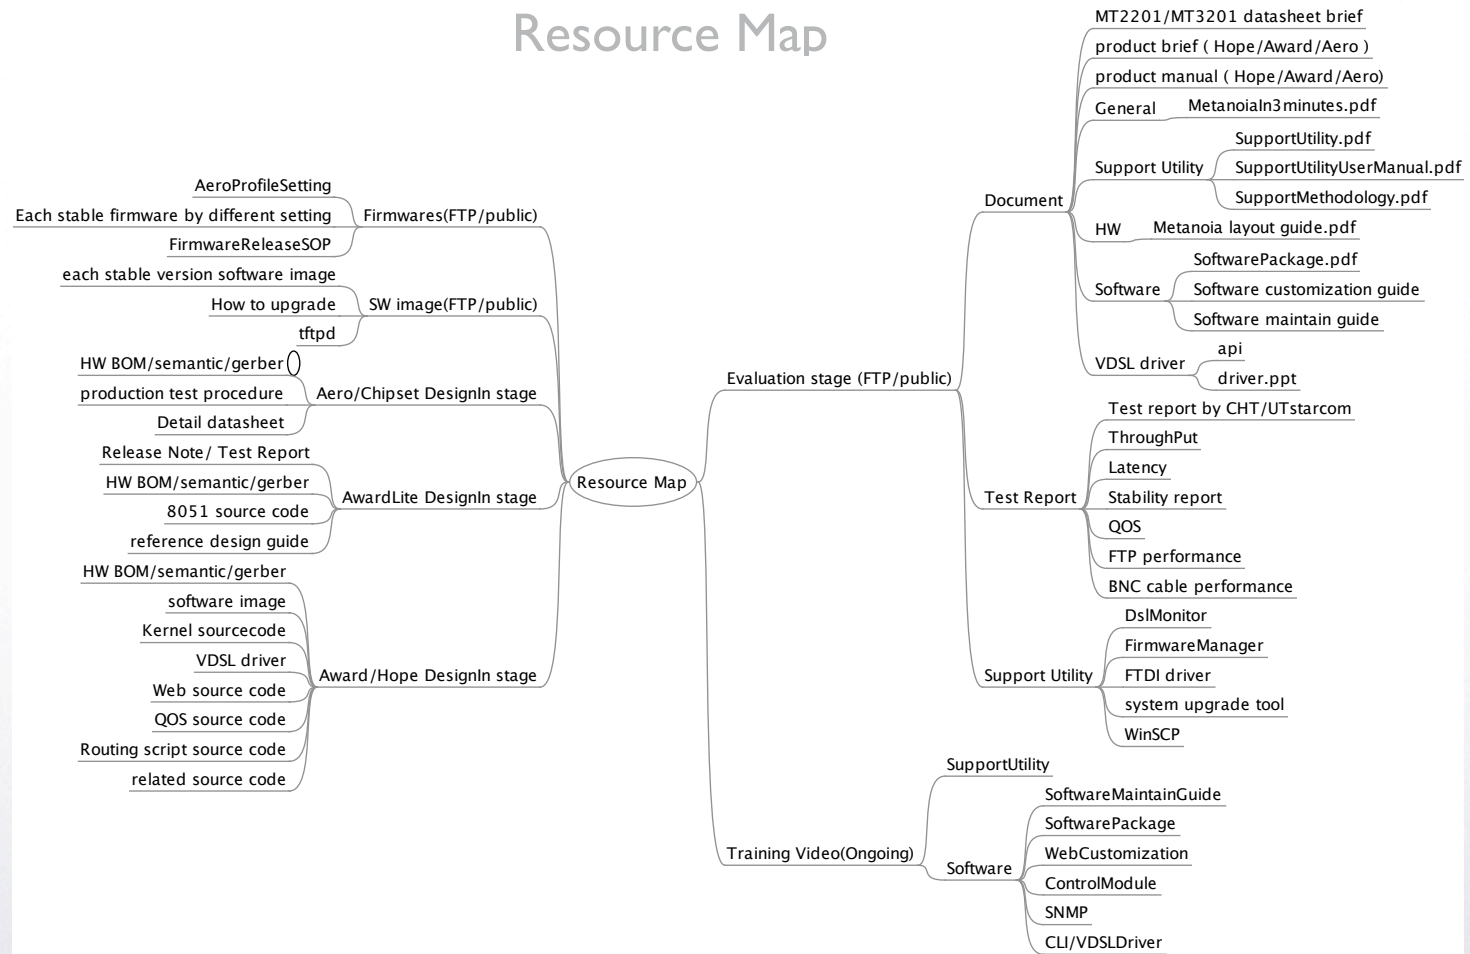 Resource Map
AeroProfileSetting
Each stable firmware by different setting
FirmwareReleaseSOP
Firmwares(FTP/public)
each stable version software image
How to upgrade
tftpd
SW image(FTP/public)
HW BOM/semantic/gerber
production test procedure
Detail datasheet
Aero/Chipset DesignIn stage
Release Note/ Test Report
HW BOM/semantic/gerber
8051 source code
reference design guide
AwardLite DesignIn stage
HW BOM/semantic/gerber
software image
Kernel sourcecode
VDSL driver
Web source code
QOS source code
Routing script source code
related source code
Award/Hope DesignIn stage
Resource Map
Evaluation stage (FTP/public)
Document
MT2201/MT3201 datasheet brief
product brief ( Hope/Award/Aero )
product manual ( Hope/Award/Aero)
General
MetanoiaIn3minutes.pdf
Support Utility
SupportUtility.pdf
SupportUtilityUserManual.pdf
SupportMethodology.pdf
HW
Metanoia layout guide.pdf
Software
SoftwarePackage.pdf
Software customization guide
Software maintain guide
VDSL driver
api
driver.ppt
Test Report
Test report by CHT/UTstarcom
ThroughPut
Latency
Stability report
QOS
FTP performance
BNC cable performance
Support Utility
DslMonitor
FirmwareManager
FTDI driver
system upgrade tool
WinSCP
Training Video(Ongoing)
SupportUtility
Software
SoftwareMaintainGuide
SoftwarePackage
WebCustomization
ControlModule
SNMP
CLI/VDSLDriver